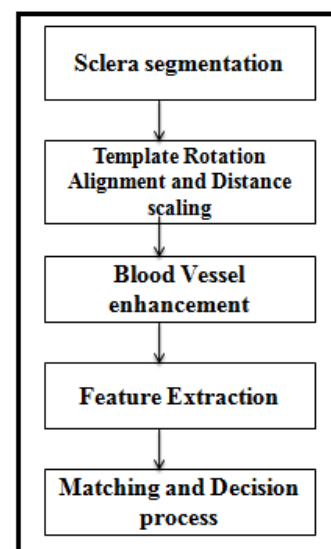 Sclera segmentation
Template Rotation
Alignment and Distance
scaling
Blood Vessel
enhancement
Feature Extraction
Matching and Decision
process